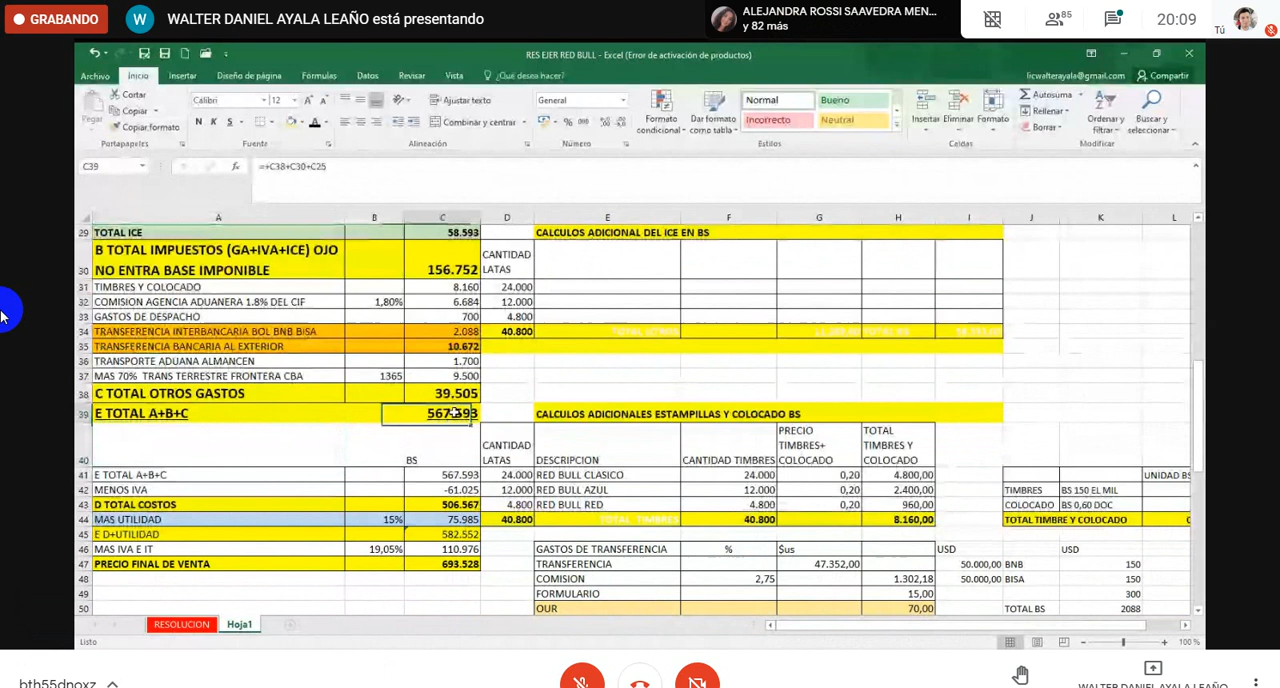 GRABANDO
W WALTER DANIEL AYALA LEAÑO está presentando
ALEJANDRA ROSSI SAAVEDRA MEN...
y 82 más
85
20:09
Tú
RES EJER RED BULL - Excel (Error de activación de productos)
Archivo Inicio Insertar Diseño de página Fórmulas Datos Revisar Vista ¿Qué desea hacer?
licwalterayala@gmail.com Compartir
Pegar
Cortar
Copiar
Copiar formato
Portapapeles
Calibri 12
N K S
Fuente
Ajustar texto
Combinar y centrar
Alineación
General
% 000
Número
Formato condicional
Dar formato como tabla
Normal Bueno
Incorrecto Neutral
Estilos
Insertar Eliminar Formato
Celdas
Autosuma
Rellenar
Borrar
Ordenary filtrar
Buscar y seleccionar
Modificar
C39 fx =+C38+C30+C25
A B C D E F G H I J K L
29 TOTAL ICE 58.593 CALCULOS ADICIONAL DEL ICE EN BS
B TOTAL IMPUESTOS (GA+IVA+ICE) OJO CANTIDAD
30 NO ENTRA BASE IMPONIBLE 156.752 LATAS
31 TIMBRES Y COLOCADO 8.160 24.000
32 COMISION AGENCIA ADUANERA 1.8% DEL CIF 1,80% 6.684 12.000
33 GASTOS DE DESPACHO 700 4.800
34 TRANSFERENCIA INTERBANCARIA BOL BNB BISA 2.088 40.800 TOTAL LITROS
35 TRANSFERENCIA BANCARIA AL EXTERIOR 10.672
36 TRANSPORTE ADUANA ALMANCEN 1.700
37 MAS 70% TRANS TERRESTRE FRONTERA CBA 1365 9.500
38 C TOTAL OTROS GASTOS 39.505
39 E TOTAL A+B+C 567.593 CALCULOS ADICIONALES ESTAMPILLAS Y COLOCADO BS
PRECIO TOTAL
CANTIDAD TIMBRES+ TIMBRES Y
40 BS LATAS DESCRIPCION CANTIDAD TIMBRES COLOCADO COLOCADO
41 E TOTAL A+B+C 567.593 24.000 RED BULL CLASICO 24.000 0,20 4.800,00 UNIDAD BS
42 MENOS IVA -61.025 12.000 RED BULL AZUL 12.000 0,20 2.400,00 TIMBRES BS 150 EL MIL
43 D TOTAL COSTOS 506.567 4.800 RED BULL RED 4.800 0,20 960,00 COLOCADO BS 0,60 DOC
44 MAS UTILIDAD 15% 75.985 40.800 TOTAL TIMBRES 40.800 8.160,00 TOTAL TIMBRE Y COLOCADO 0
45 E D+UTILIDAD 582.552
46 MAS IVA E IT 19,05% 110.976 GASTOS DE TRANSFERENCIA % $us USD USD
47 PRECIO FINAL DE VENTA 693.528 TRANSFERENCIA 47.352,00 50.000,00 BNB 150
48 COMISION 2,75 1.302,18 50.000,00 BISA 150
49 FORMULARIO 15,00 300
50 OUR 70,00 TOTAL BS 2088
RESOLUCION Hoja1
Listo
100 %
bth55dnoxz
WALTER DANIEL AYALA LEAÑO